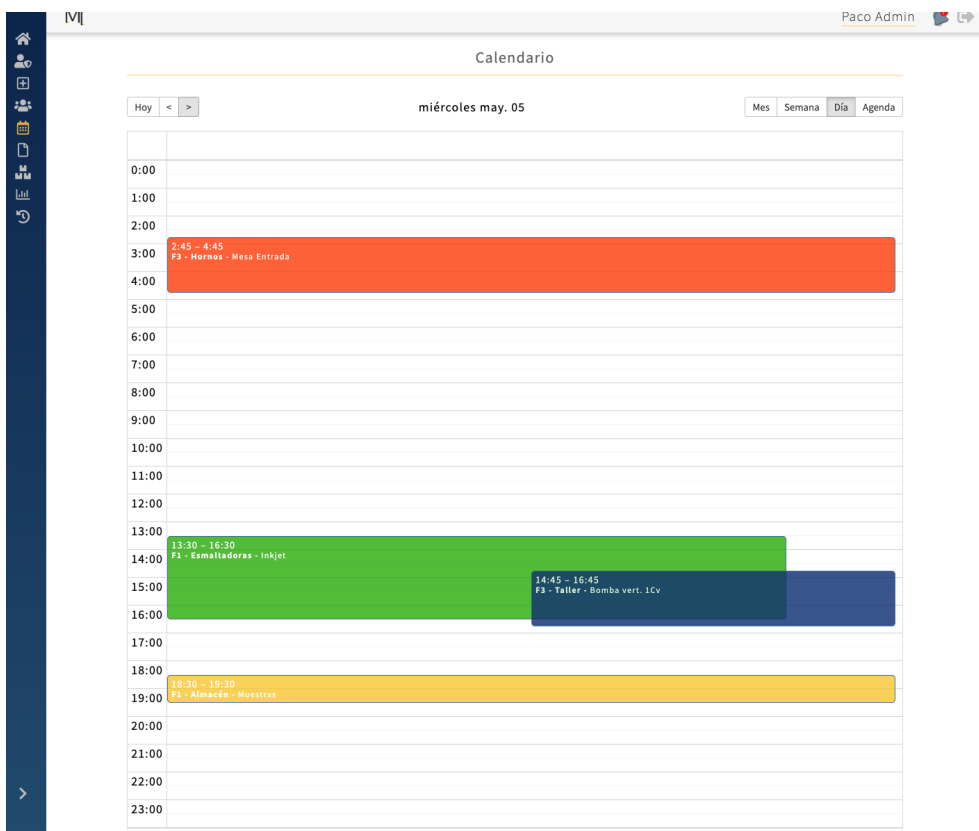 M
Paco Admin
Calendario
Hoy < >
miércoles may. 05
Mes Semana Día Agenda
0:00
1:00
2:00
2:45 – 4:45
F3 - Hornos - Mesa Entrada
3:00
4:00
5:00
6:00
7:00
8:00
9:00
10:00
11:00
12:00
13:00
13:30 – 16:30
F1 - Esmaltadoras - Inkjet
14:00
14:45 – 16:45
F3 - Taller - Bomba vert. 1Cv
15:00
16:00
17:00
18:00
18:30 – 19:30
F1 - Almacén - Muestras
19:00
20:00
21:00
22:00
23:00